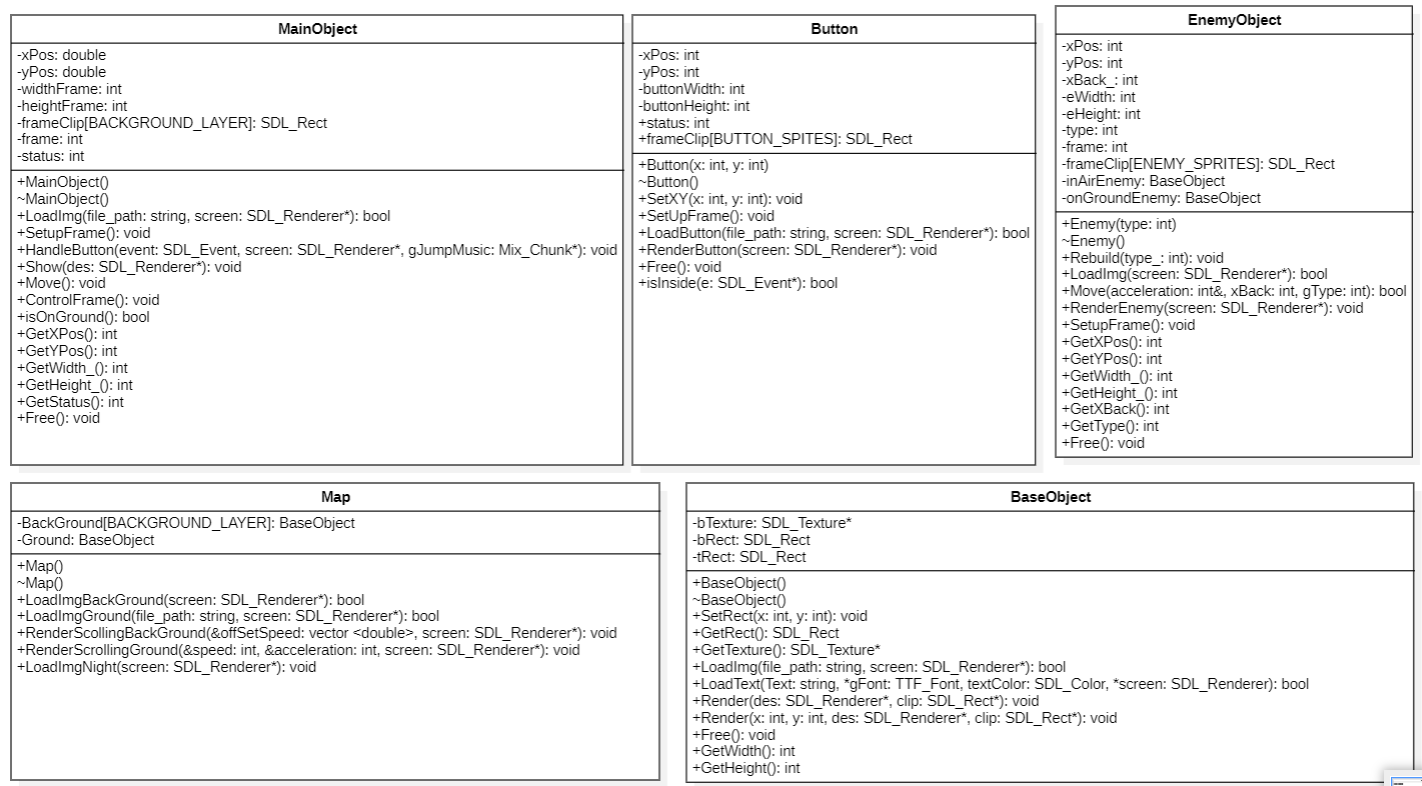 MainObject
-xPos: double
-yPos: double
-widthFrame: int
-heightFrame: int
-frameClip[BACKGROUND_LAYER]: SDL_Rect
-frame: int
-status: int
+MainObject()
~MainObject()
+LoadImg(file_path: string, screen: SDL_Renderer*): bool
+SetupFrame(): void
+HandleButton(event: SDL_Event, screen: SDL_Renderer*, gJumpMusic: Mix_Chunk*): void
+Show(des: SDL_Renderer*): void
+Move(): void
+ControlFrame(): void
+isOnGround(): bool
+GetXPos(): int
+GetYPos(): int
+GetWidth_(): int
+GetHeight_(): int
+GetStatus(): int
+Free(): void
Button
-xPos: int
-yPos: int
-buttonWidth: int
-buttonHeight: int
+status: int
+frameClip[BUTTON_SPITES]: SDL_Rect
+Button(x: int, y: int)
~Button()
+SetXY(x: int, y: int): void
+SetUpFrame(): void
+LoadButton(file_path: string, screen: SDL_Renderer*): bool
+RenderButton(screen: SDL_Renderer*): void
+Free(): void
+isInside(e: SDL_Event*): bool
EnemyObject
-xPos: int
-yPos: int
-xBack_: int
-eWidth: int
-eHeight: int
-type: int
-frame: int
-frameClip[ENEMY_SPRITES]: SDL_Rect
-inAirEnemy: BaseObject
-onGroundEnemy: BaseObject
+Enemy(type: int)
~Enemy()
+Rebuild(type_: int): void
+LoadImg(screen: SDL_Renderer*): bool
+Move(acceleration: int&, xBack: int, gType: int): bool
+RenderEnemy(screen: SDL_Renderer*): void
+SetupFrame(): void
+GetXPos(): int
+GetYPos(): int
+GetWidth_(): int
+GetHeight_(): int
+GetXBack(): int
+GetType(): int
+Free(): void
Map
-BackGround[BACKGROUND_LAYER]: BaseObject
-Ground: BaseObject
+Map()
~Map()
+LoadImgBackGround(screen: SDL_Renderer*): bool
+LoadImgGround(file_path: string, screen: SDL_Renderer*): bool
+RenderScollingBackGround(&offSetSpeed: vector <double>, screen: SDL_Renderer*): void
+RenderScrollingGround(&speed: int, &acceleration: int, screen: SDL_Renderer*): void
+LoadImgNight(screen: SDL_Renderer*): void
BaseObject
-bTexture: SDL_Texture*
-bRect: SDL_Rect
-tRect: SDL_Rect
+BaseObject()
~BaseObject()
+SetRect(x: int, y: int): void
+GetRect(): SDL_Rect
+GetTexture(): SDL_Texture*
+LoadImg(file_path: string, screen: SDL_Renderer*): bool
+LoadText(Text: string, *gFont: TTF_Font, textColor: SDL_Color, *screen: SDL_Renderer): bool
+Render(des: SDL_Renderer*, clip: SDL_Rect*): void
+Render(x: int, y: int, des: SDL_Renderer*, clip: SDL_Rect*): void
+Free(): void
+GetWidth(): int
+GetHeight(): int